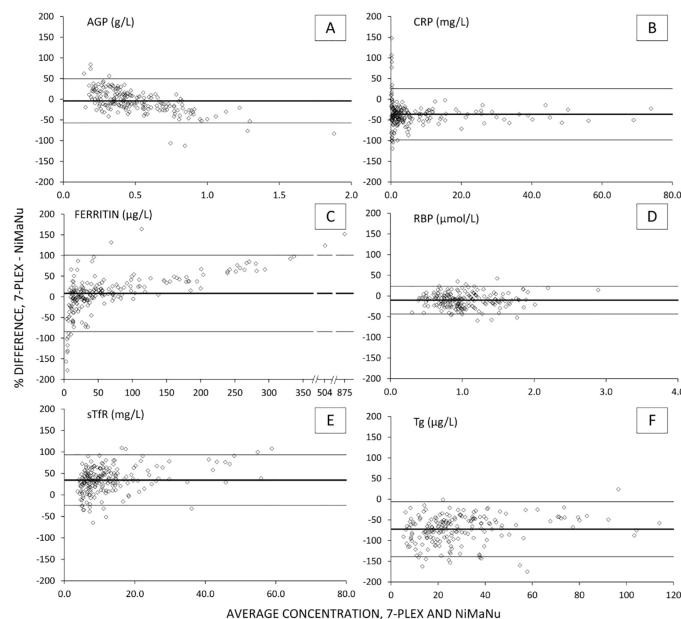 % DIFFERENCE, 7-PLEX - NiMaNu
AGP (g/L)
A
200
150
100
50
0
-50
-100
-150
-200
0.0 0.5 1.0 1.5 2.0
CRP (mg/L)
B
200
150
100
50
0
-50
-100
-150
-200
0.0 20.0 40.0 60.0 80.0
FERRITIN (µg/L)
C
200
150
100
50
0
-50
-100
-150
-200
0 50 100 150 200 250 300 350 504 875
RBP (µmol/L)
D
200
150
100
50
0
-50
-100
-150
-200
0.0 1.0 2.0 3.0 4.0
sTfR (mg/L)
E
200
150
100
50
0
-50
-100
-150
-200
0.0 20.0 40.0 60.0 80.0
Tg (µg/L)
F
200
150
100
50
0
-50
-100
-150
-200
0 20 40 60 80 100 120
AVERAGE CONCENTRATION, 7-PLEX AND NiMaNu